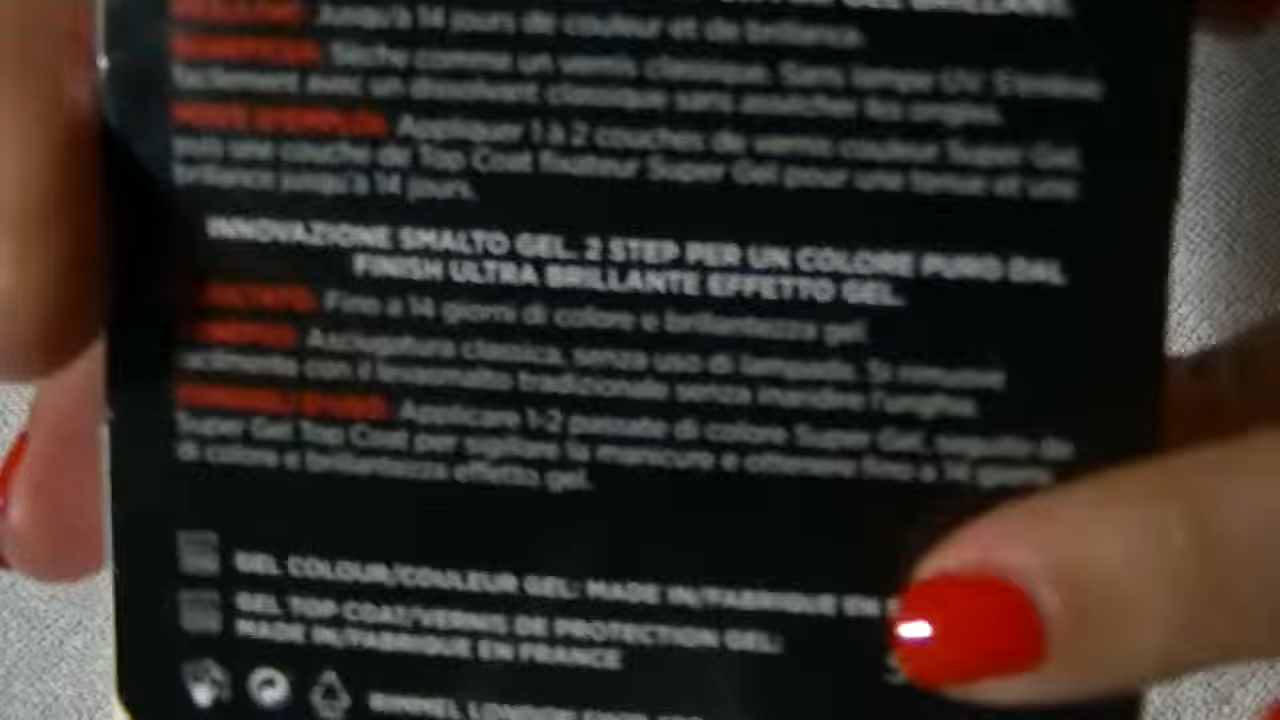 GEL BRILLANT.
Jusqu'à 14 jours de couleur et de brillance.
Sèche comme un vernis classique. Sans lampe UV. S'élimine
facilement avec un dissolvant classique sans assécher les ongles.
MODE D'EMPLOI: Appliquer 1 à 2 couches de vernis couleur Super Gel,
puis une couche de Top Coat fixateur Super Gel pour une tenue et une
brillance jusqu'à 14 jours.
INNOVAZIONE SMALTO GEL. 2 STEP PER UN COLORE PURO DAL
FINISH ULTRA BRILLANTE EFFETTO GEL.
Fino a 14 giorni di colore e brillantezza gel.
Asciugatura classica, senza uso di lampada. Si rimuove
facilmente con il levasmalto tradizionale senza inaridire l'unghia.
Applicare 1-2 passate di colore Super Gel, seguito da
Super Gel Top Coat per sigillare la manicure e ottenere fino a 14 giorni
di colore e brillantezza effetto gel.
GEL COLOUR/COULEUR GEL: MADE IN/FABRIQUE EN
GEL TOP COAT/VERNIS DE PROTECTION GEL:
MADE IN/FABRIQUE EN FRANCE
RIMMEL LONDON